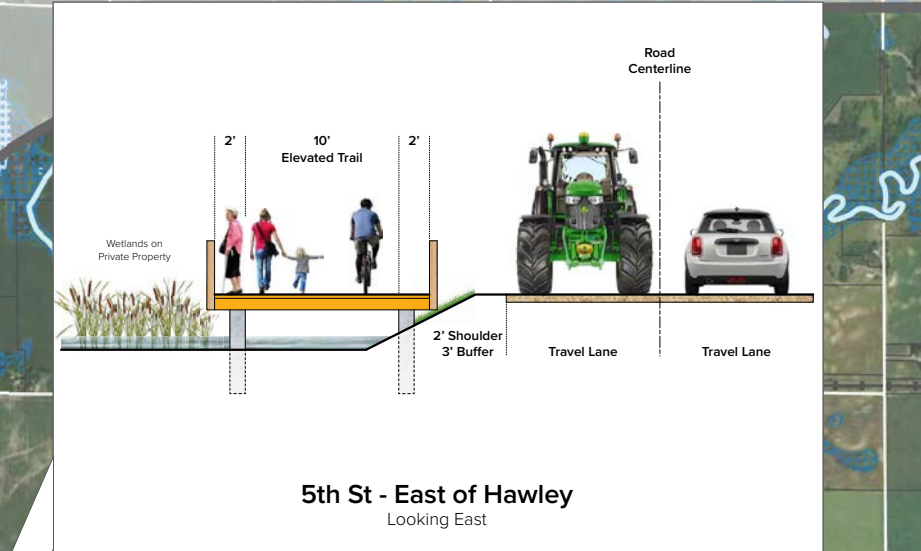 Road
Centerline
2'
10'
2'
Elevated Trail
Wetlands on
Private Property
2' Shoulder
3' Buffer
Travel Lane
Travel Lane
5th St - East of Hawley
Looking East